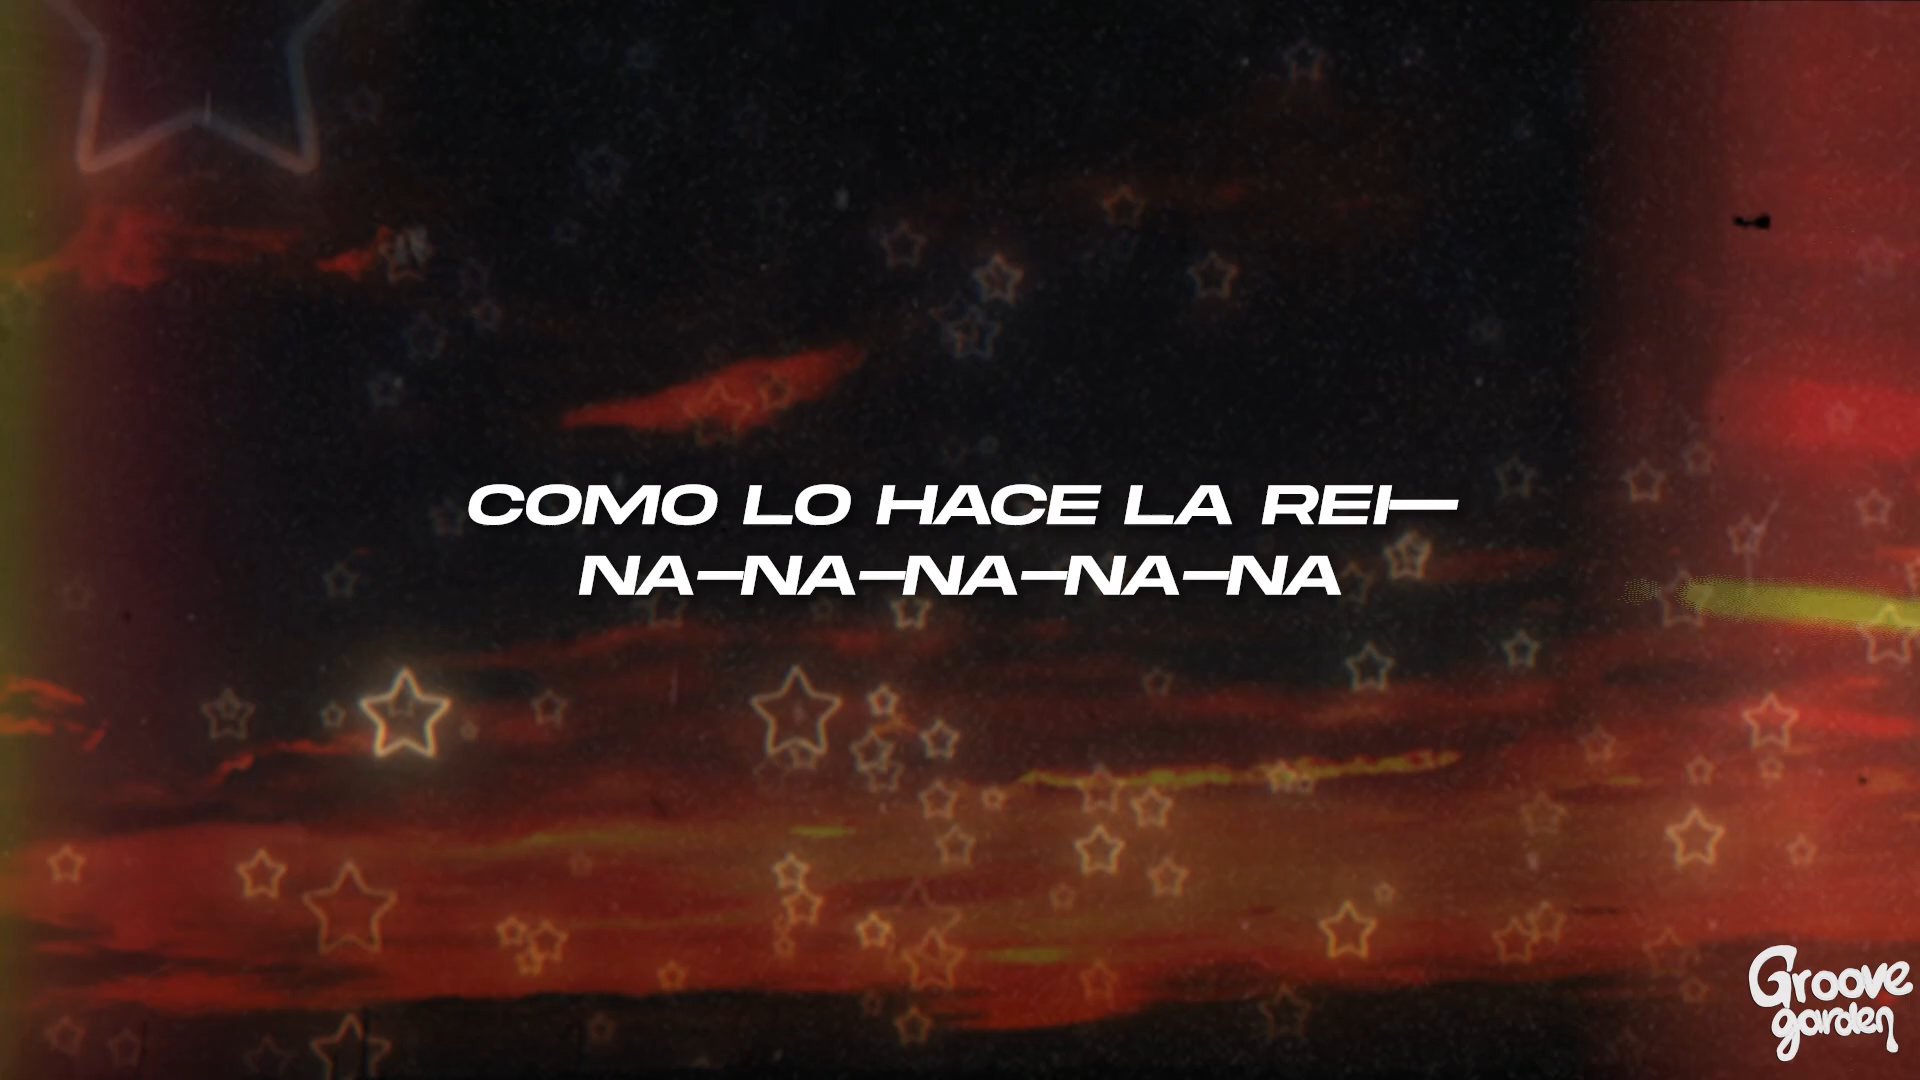 COMO LO HACE LA REI—
NA—NA—NA—NA—NA
Groove
garden